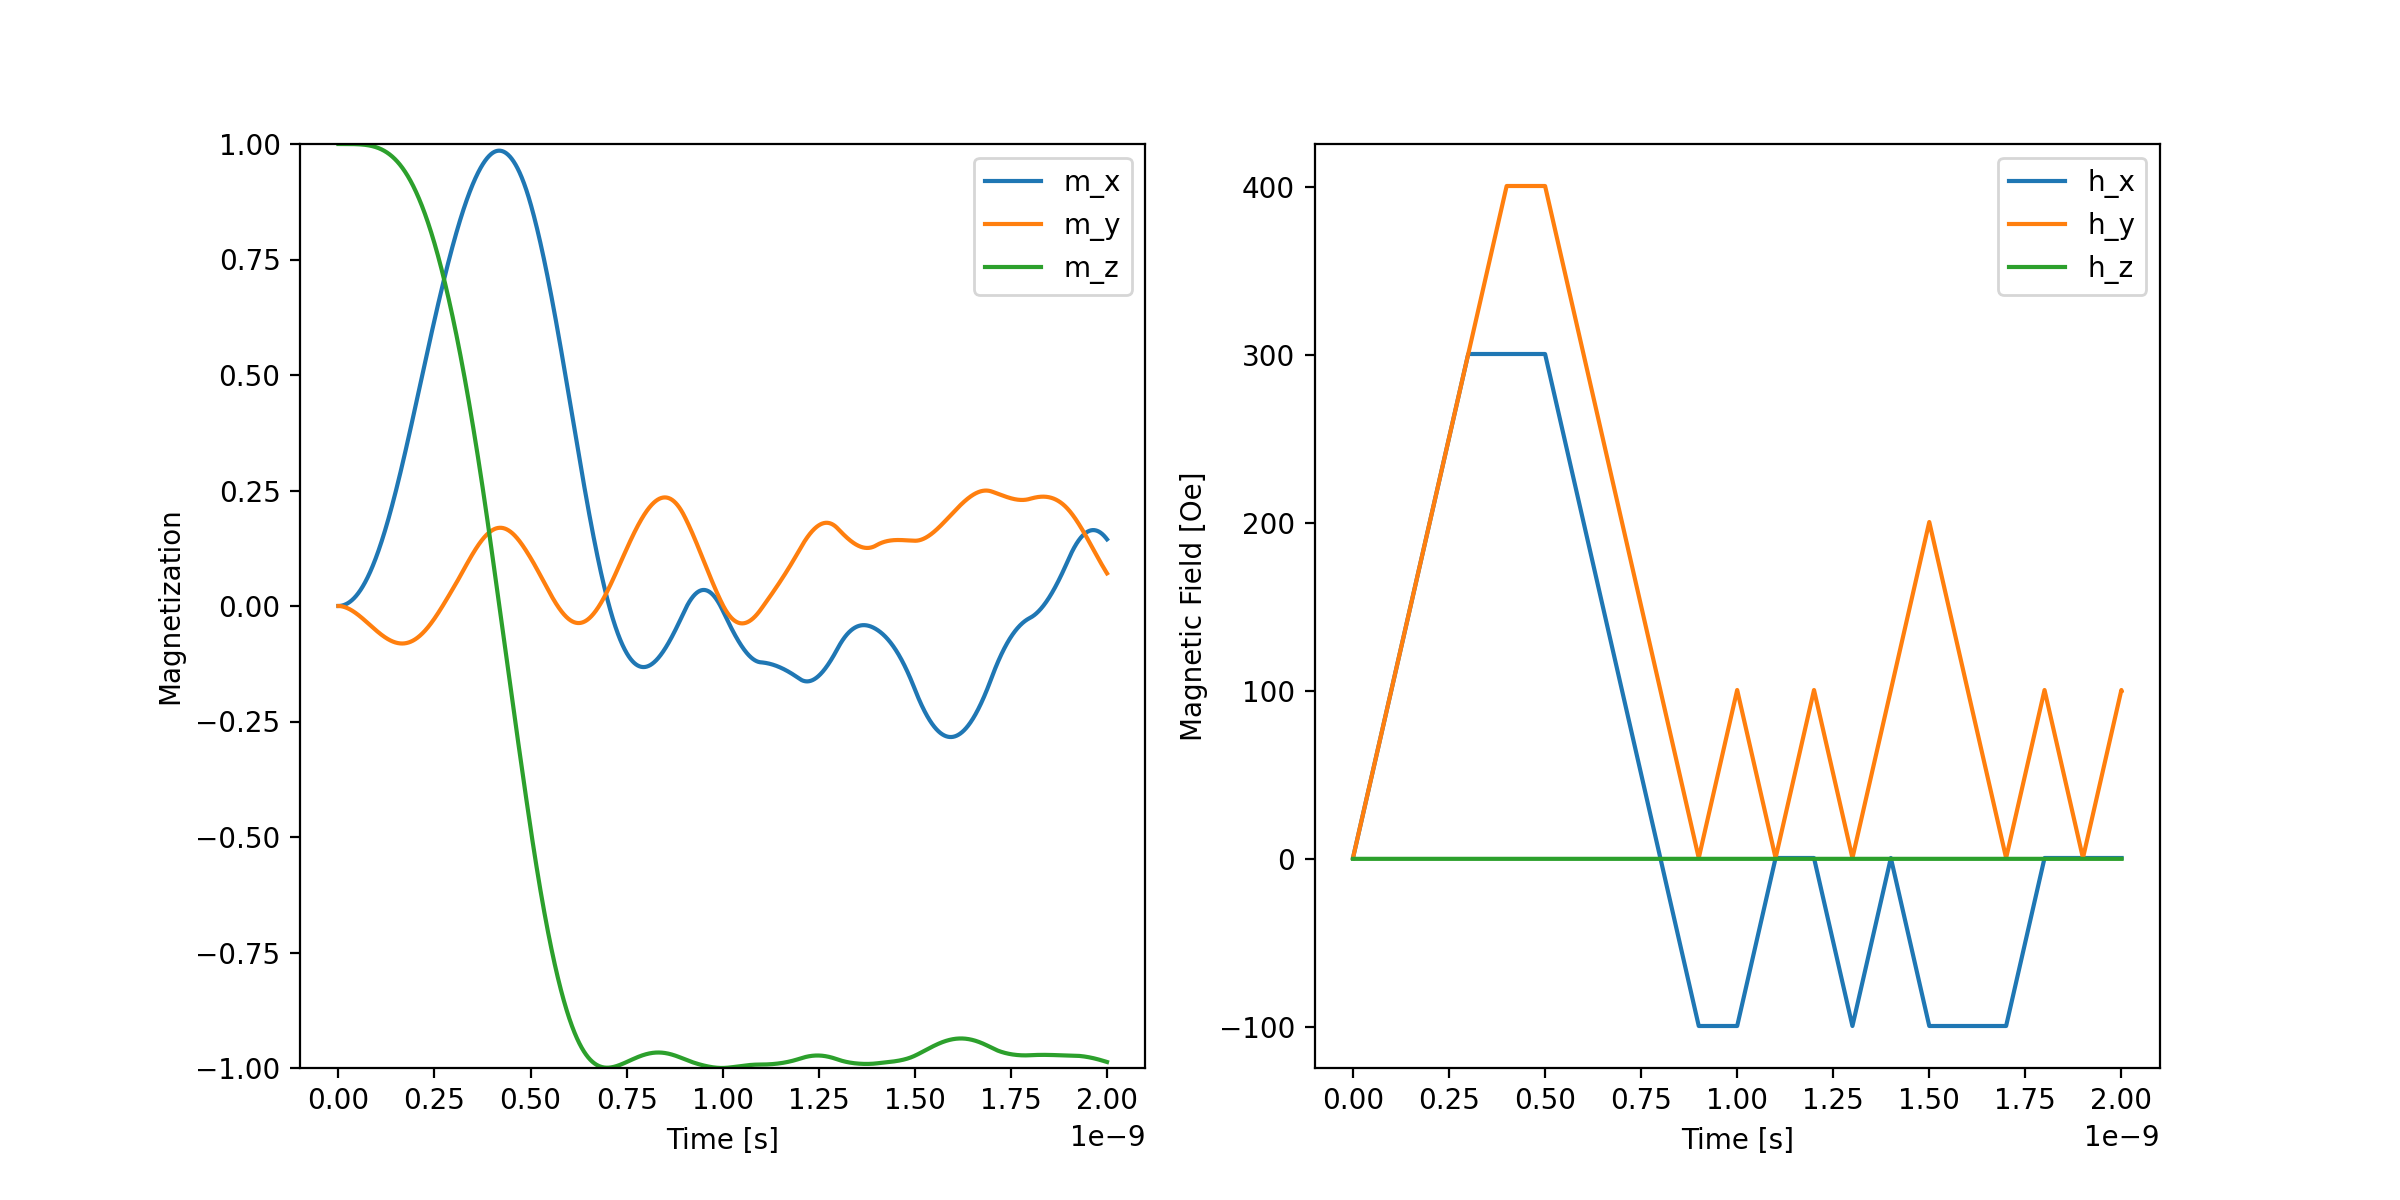 Magnetization
1.00
0.75
0.50
0.25
0.00
−0.25
−0.50
−0.75
−1.00
m_x
m_y
m_z
0.00 0.25 0.50 0.75 1.00 1.25 1.50 1.75 2.00
Time [s]
1e−9
Magnetic Field [Oe]
400
300
200
100
0
−100
h_x
h_y
h_z
0.00 0.25 0.50 0.75 1.00 1.25 1.50 1.75 2.00
Time [s]
1e−9